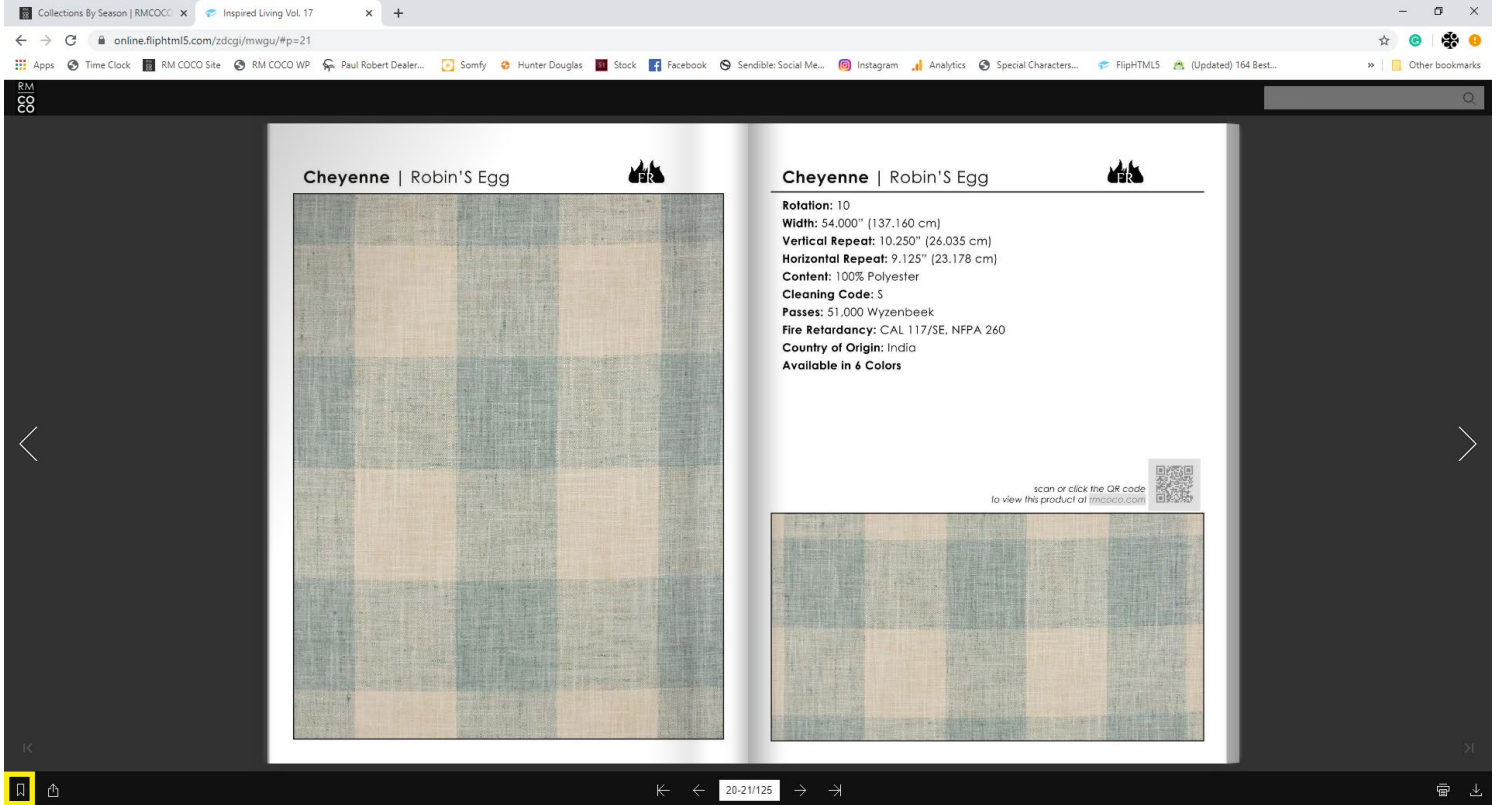 Collections By Season | RMCOCO
Inspired Living Vol. 17
online.fliphtml5.com/zdcgi/mwgu/#p=21
Apps Time Clock RM COCO Site RM COCO WP Paul Robert Dealer... Somfy Hunter Douglas Stock Facebook Sendible: Social Me... Instagram Analytics Special Characters... FlipHTML5 (Updated) 164 Best... » Other bookmarks
RM
CO
CO
Cheyenne | Robin'S Egg
FR
Cheyenne | Robin'S Egg
FR
Rotation: 10
Width: 54.000" (137.160 cm)
Vertical Repeat: 10.250" (26.035 cm)
Horizontal Repeat: 9.125" (23.178 cm)
Content: 100% Polyester
Cleaning Code: S
Passes: 51,000 Wyzenbeek
Fire Retardancy: CAL 117/SE, NFPA 260
Country of Origin: India
Available in 6 Colors
scan or click the QR code
to view this product at rmcoco.com
20-21/125